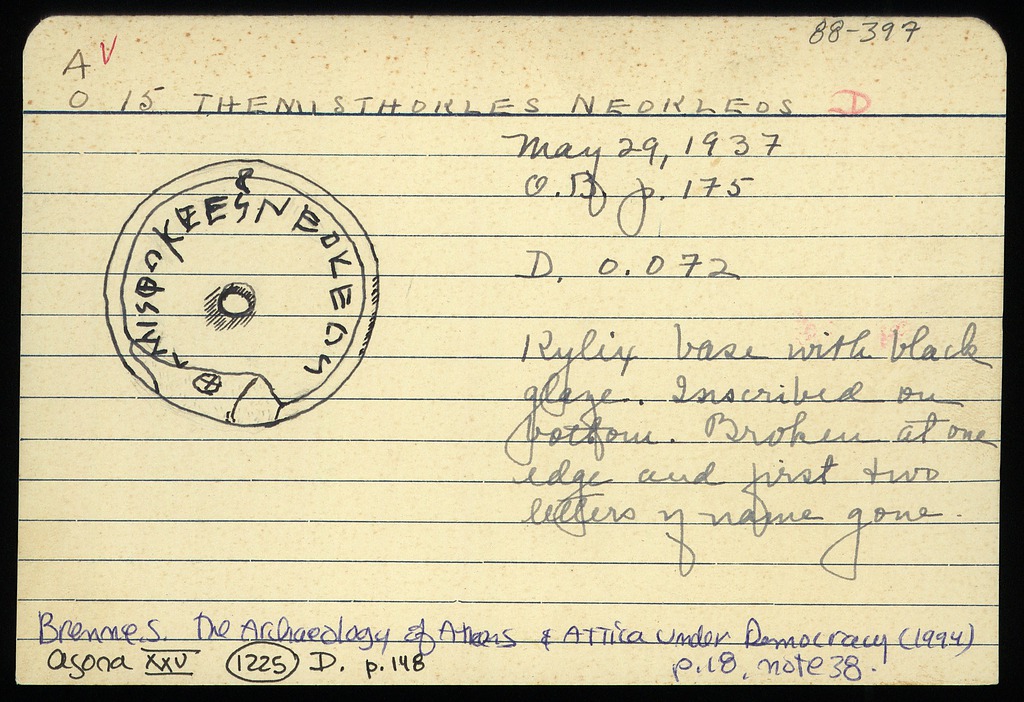 88-397
A V
O 15 THEMISTHOKLES NEOKLEOS D
May 29, 1937
O.B p. 175
D. 0.072
Kylix base with black
glaze. Inscribed on
bottom. Broken at one
edge and first two
letters of name gone.
Brenne.S. The Archaeology of Athens & Attica under Democracy (1994)
p.18, note 38.
Agora XXV 1225 D. p.148